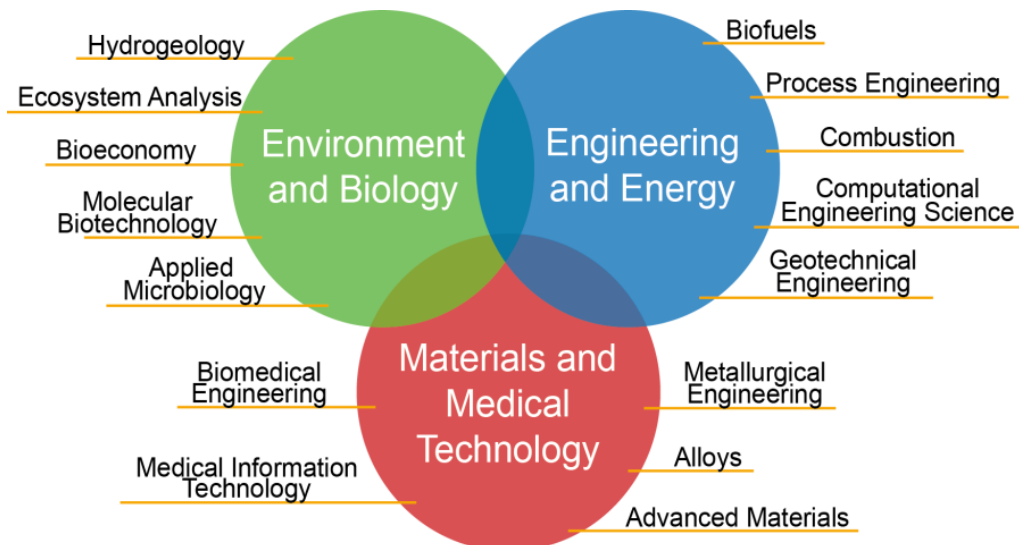 Hydrogeology
Ecosystem Analysis
Bioeconomy
Molecular
Biotechnology
Applied
Microbiology
Environment
and Biology
Engineering
and Energy
Biofuels
Process Engineering
Combustion
Computational
Engineering Science
Geotechnical
Engineering
Biomedical
Engineering
Medical Information
Technology
Materials and
Medical
Technology
Metallurgical
Engineering
Alloys
Advanced Materials